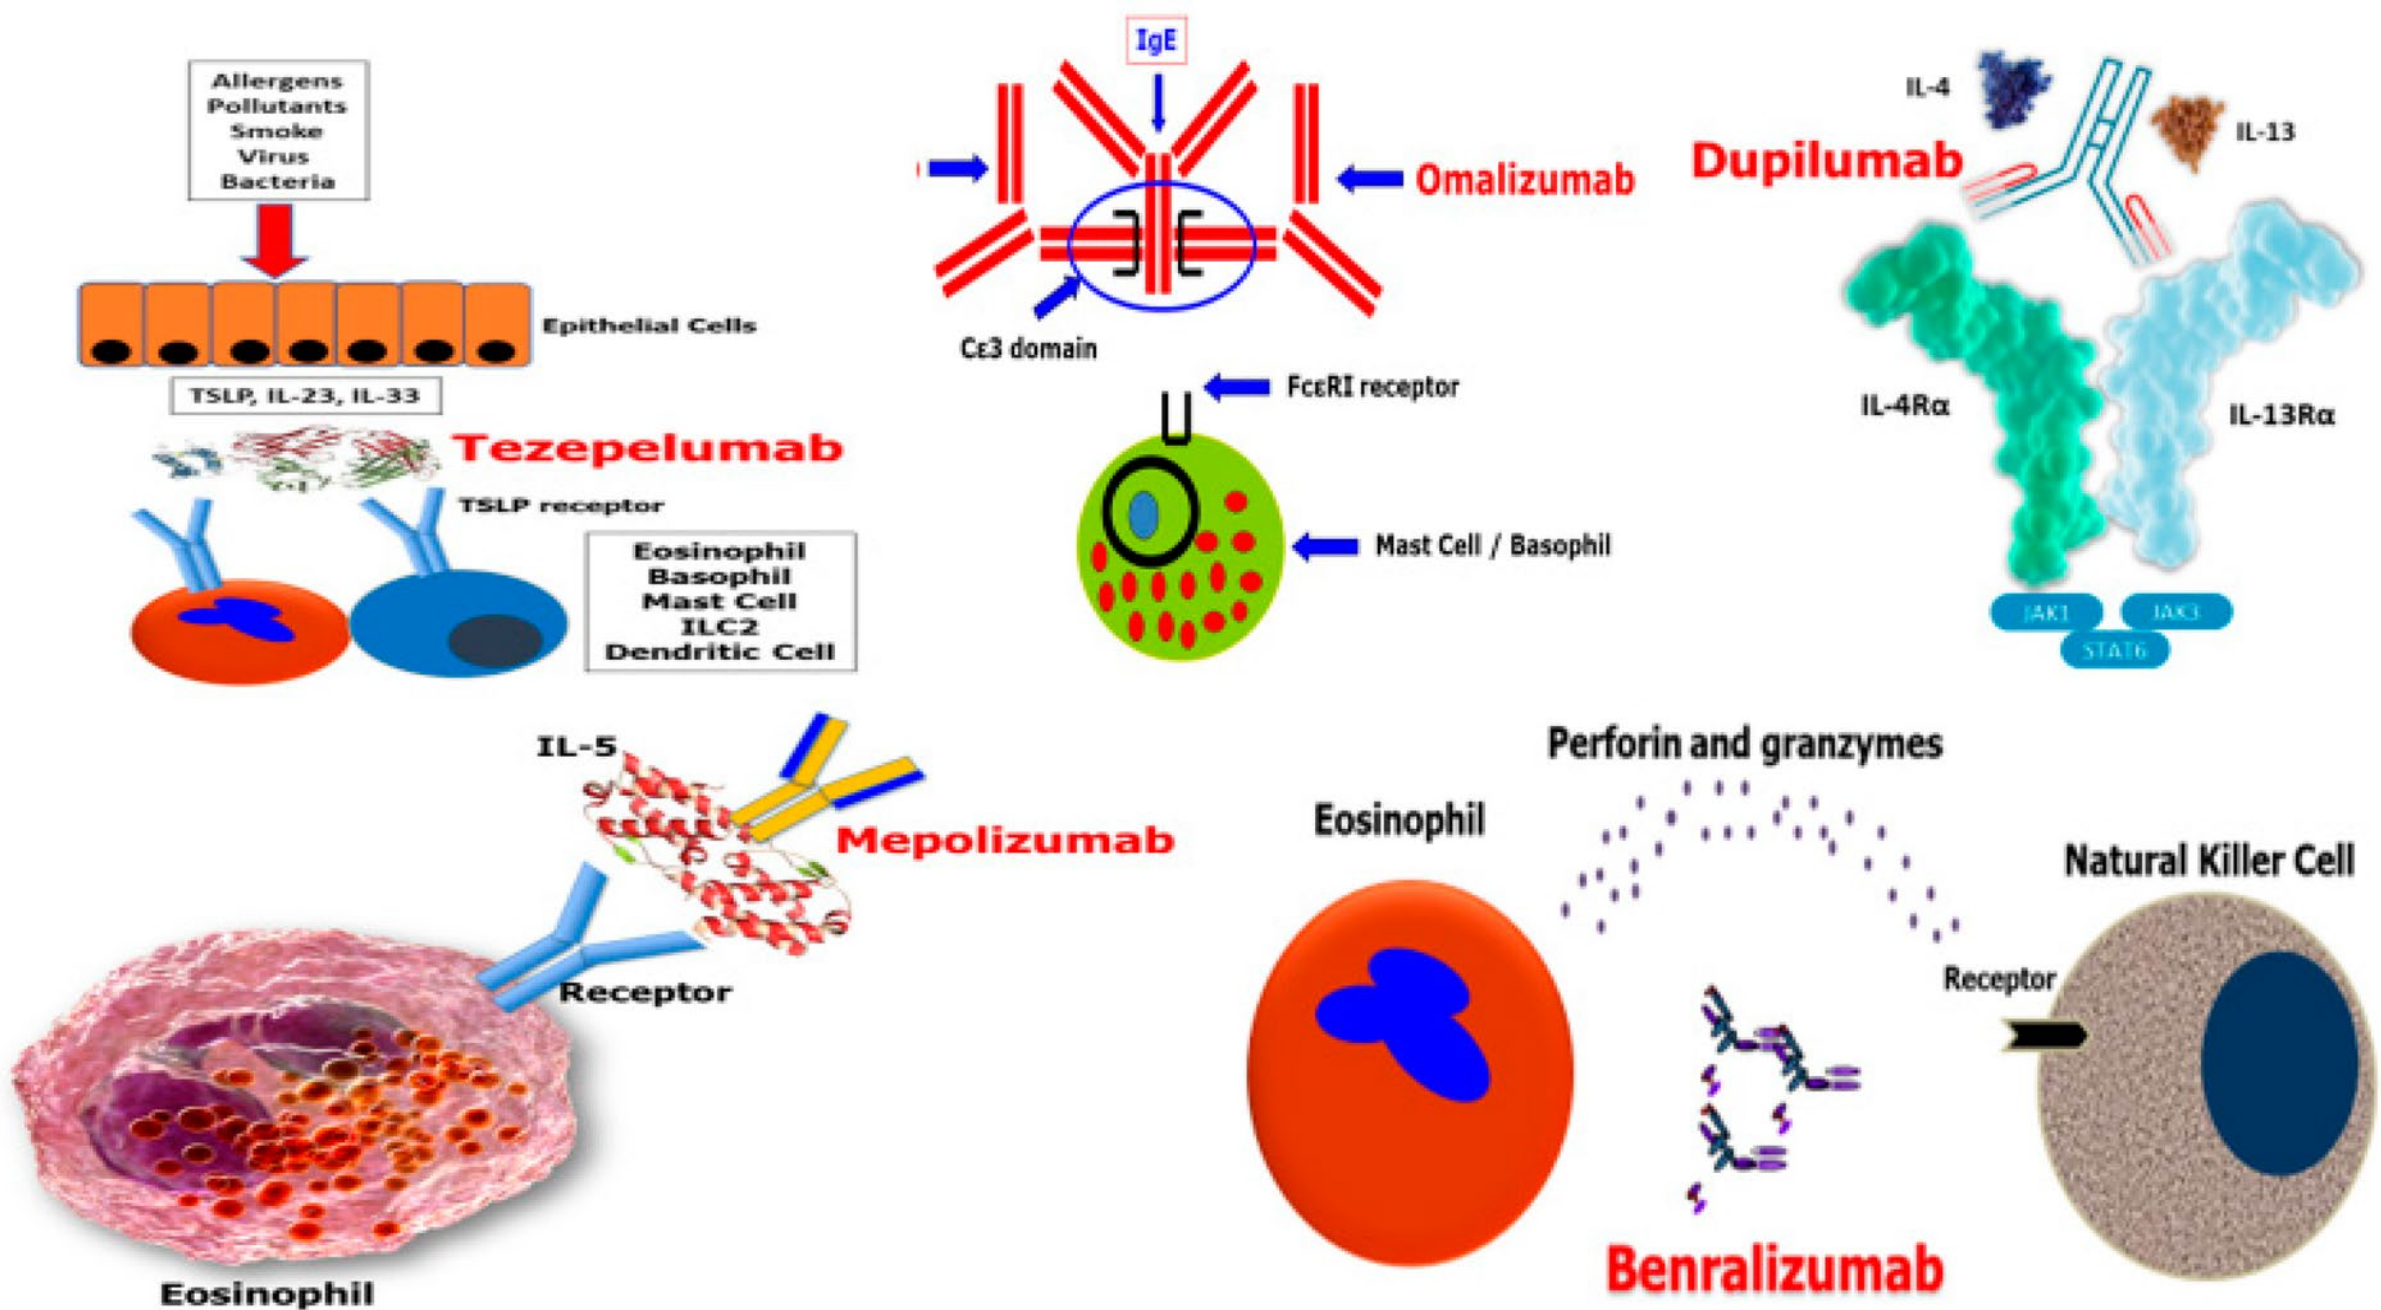 Allergens
Pollutants
Smoke
Virus
Bacteria
Epithelial Cells
TSLP, IL-23, IL-33
Tezepelumab
TSLP receptor
Eosinophil
Basophil
Mast Cell
ILC2
Dendritic Cell
IgE
Omalizumab
Cε3 domain
FcεRI receptor
Mast Cell / Basophil
IL-4
IL-13
Dupilumab
IL-4Rα
IL-13Rα
JAK1
JAK3
STAT6
IL-5
Mepolizumab
Receptor
Eosinophil
Perforin and granzymes
Eosinophil
Natural Killer Cell
Receptor
Benralizumab